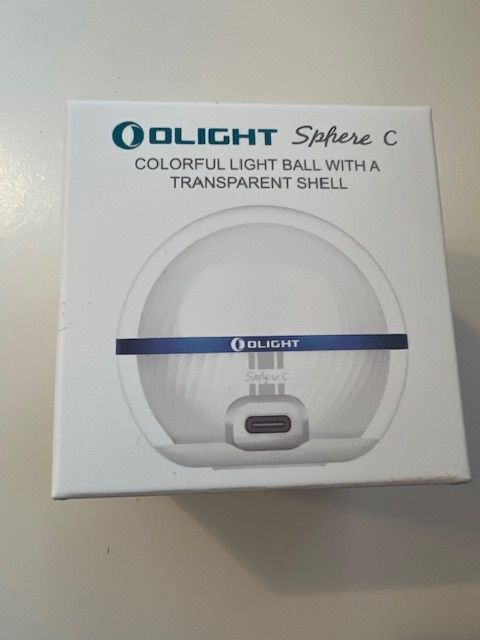 OLIGHT Sphere C
COLORFUL LIGHT BALL WITH A
TRANSPARENT SHELL
OLIGHT
Sphere C